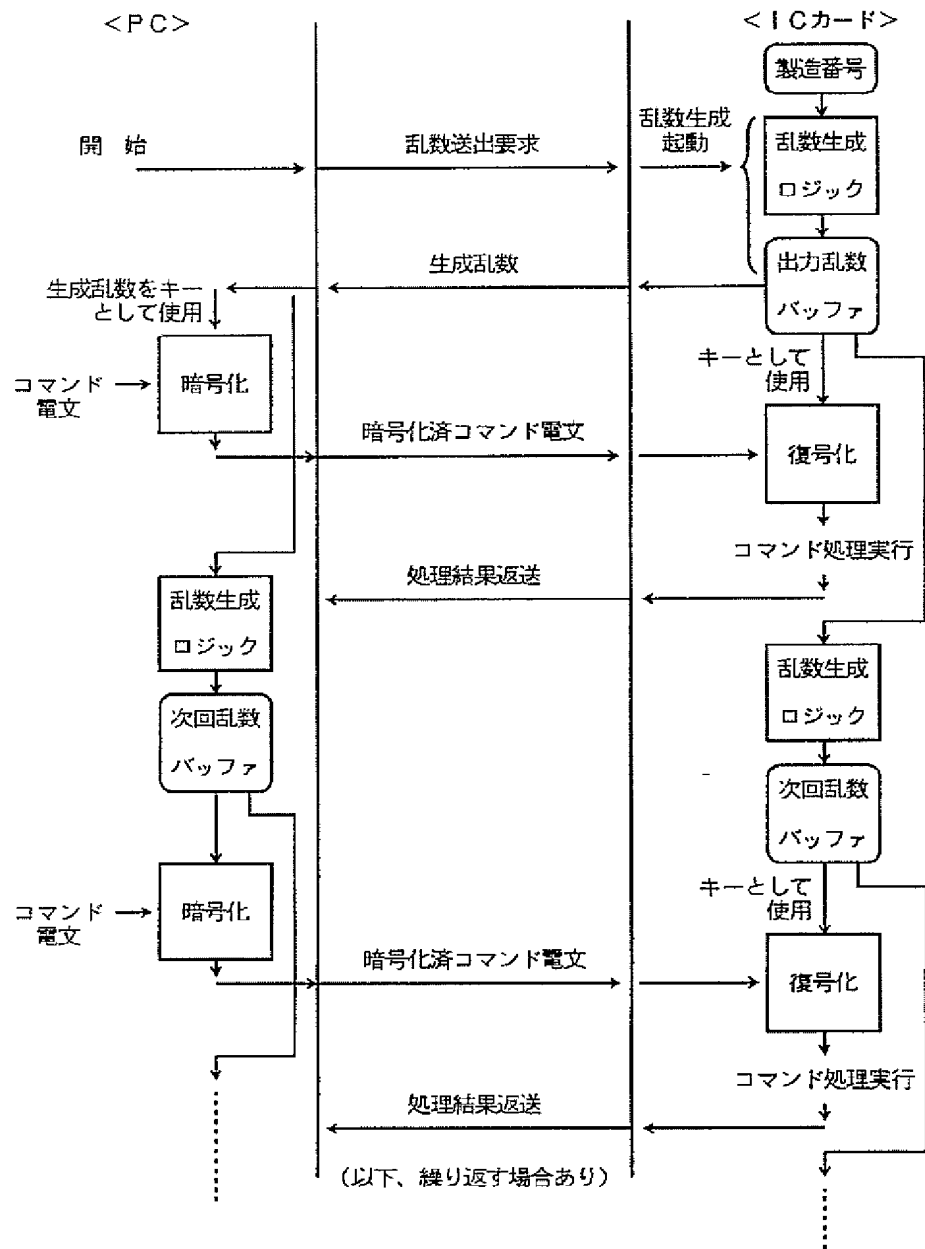 ＜ＰＣ＞
＜ＩＣカード＞
製造番号
開　始
乱数送出要求
乱数生成
起動
乱数生成
ロジック
生成乱数
出力乱数
バッファ
生成乱数をキー
として使用
キーとして
使用
コマンド
電文
暗号化
暗号化済コマンド電文
復号化
コマンド処理実行
処理結果返送
乱数生成
ロジック
乱数生成
ロジック
次回乱数
バッファ
次回乱数
バッファ
キーとして
使用
コマンド
電文
暗号化
暗号化済コマンド電文
復号化
コマンド処理実行
処理結果返送
（以下、繰り返す場合あり）